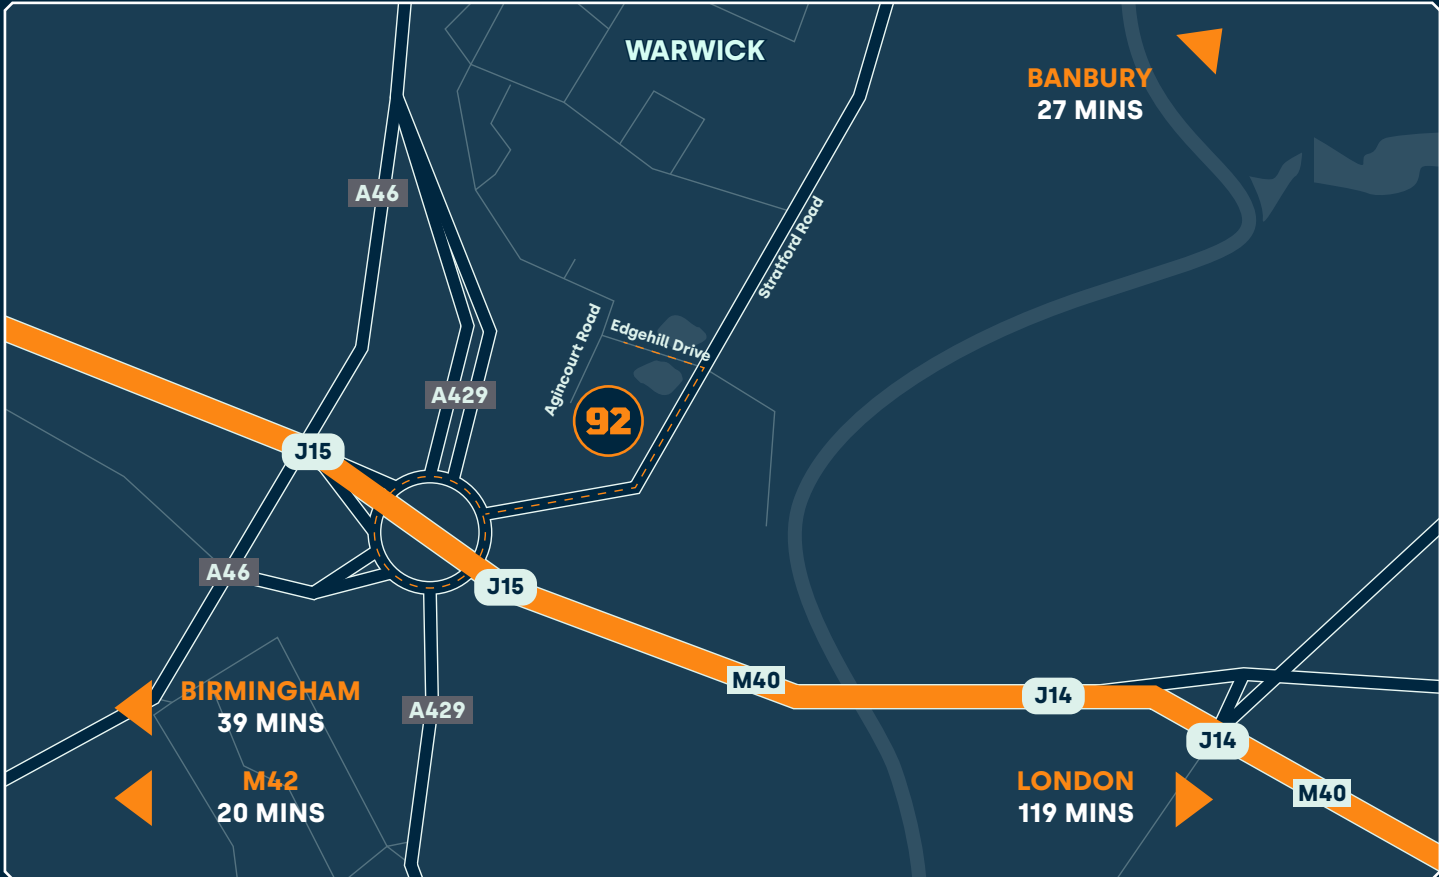 WARWICK
BANBURY
27 MINS
A46
Stratford Road
Agincourt Road
Edgehill Drive
A429
92
J15
A46
J15
M40
BIRMINGHAM
39 MINS
A429
J14
J14
M42
20 MINS
LONDON
119 MINS
M40